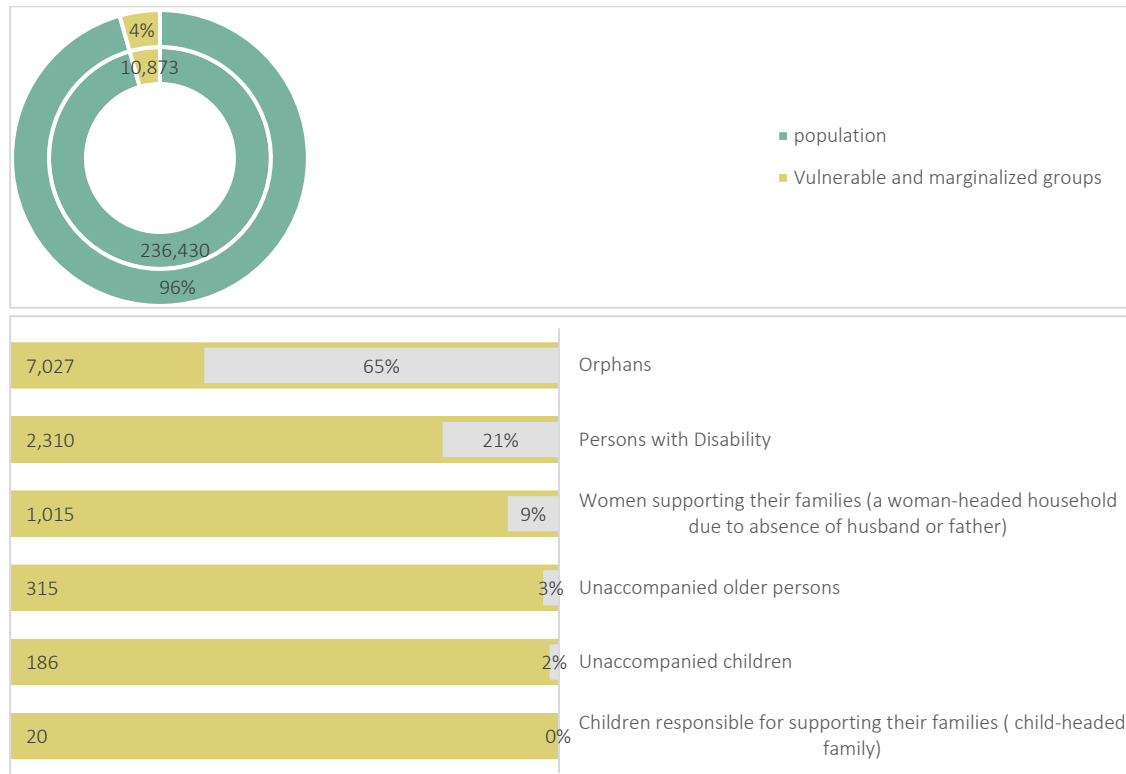 4%
10,873
236,430
96%
population
Vulnerable and marginalized groups
7,027 65% Orphans
2,310 21% Persons with Disability
1,015 9% Women supporting their families (a woman-headed household
due to absence of husband or father)
315 3% Unaccompanied older persons
186 2% Unaccompanied children
20 0% Children responsible for supporting their families ( child-headed
family)